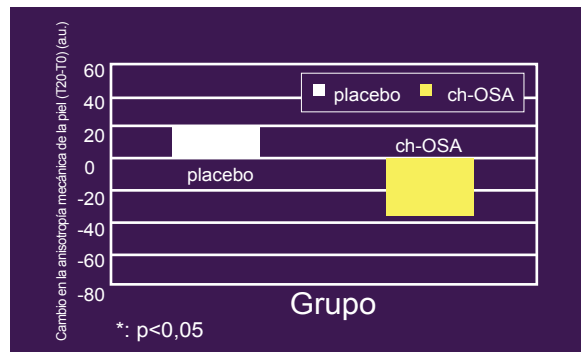 Cambio en la anisotropía mecánica de la piel (T20-T0) (a.u.)
60
40
20
0
-20
-40
-60
-80
placebo ch-OSA
ch-OSA
placebo
Grupo
*: p<0,05